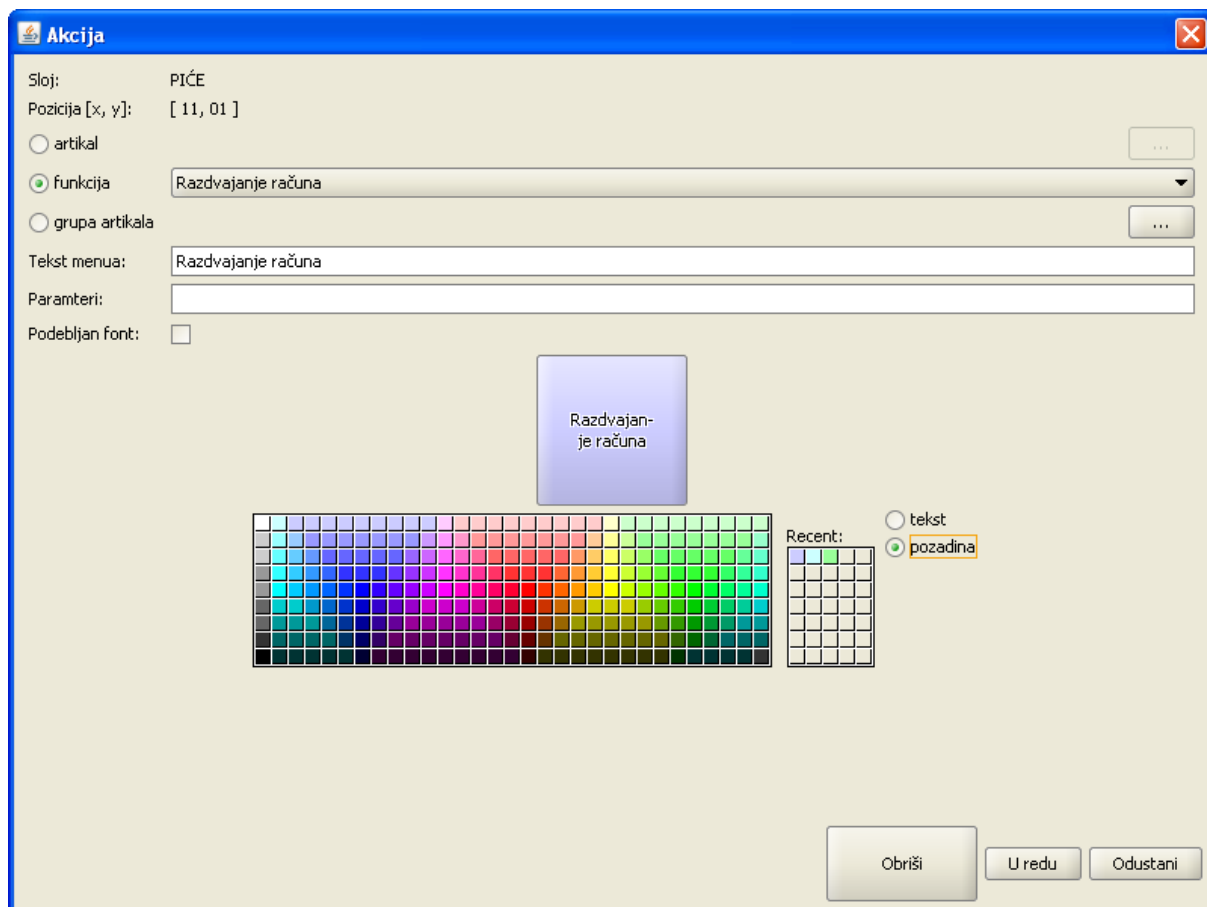 Akcija
Sloj: PIĆE
Pozicija [x, y]: [ 11, 01 ]
artikal ...
funkcija Razdvajanje računa
grupa artikala ...
Tekst menua: Razdvajanje računa
Paramteri:
Podebljan font:
Razdvajan-
je računa
tekst
Recent:
pozadina
Obriši U redu Odustani